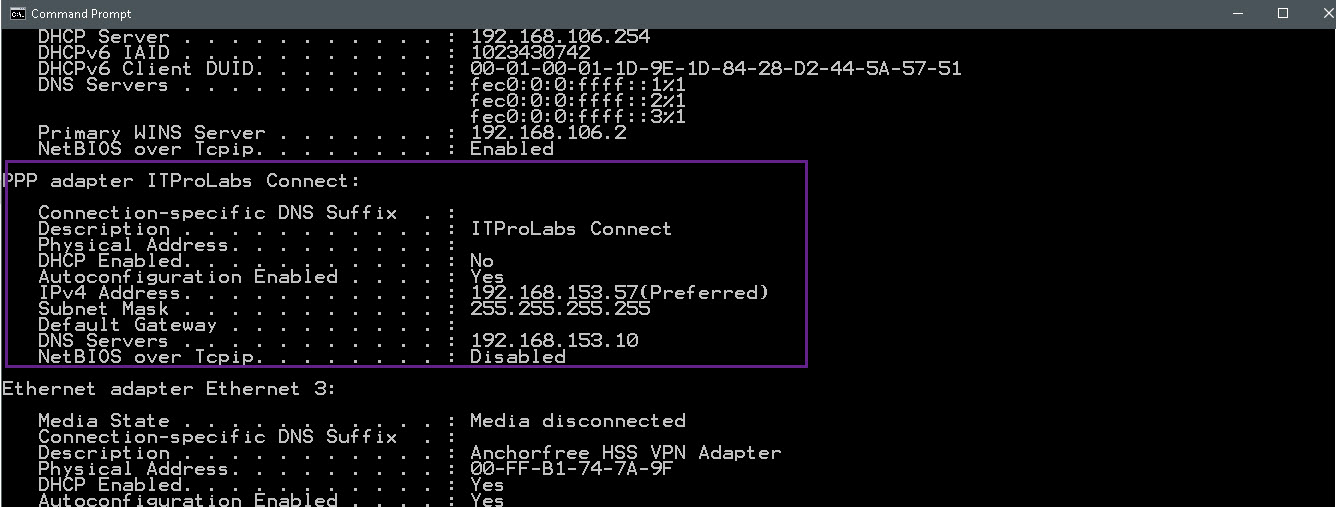 Command Prompt
DHCP Server . . . . . . . . . . . : 192.168.106.254
DHCPv6 IAID . . . . . . . . . . . : 1023430742
DHCPv6 Client DUID. . . . . . . . : 00-01-00-01-1D-9E-1D-84-28-D2-44-5A-57-51
DNS Servers . . . . . . . . . . . : fec0:0:0:ffff::1%1
fec0:0:0:ffff::2%1
fec0:0:0:ffff::3%1
Primary WINS Server . . . . . . . : 192.168.106.2
NetBIOS over Tcpip. . . . . . . . : Enabled
PPP adapter ITProLabs Connect:
Connection-specific DNS Suffix  . :
Description . . . . . . . . . . . : ITProLabs Connect
Physical Address. . . . . . . . . :
DHCP Enabled. . . . . . . . . . . : No
Autoconfiguration Enabled . . . . : Yes
IPv4 Address. . . . . . . . . . . : 192.168.153.57(Preferred)
Subnet Mask . . . . . . . . . . . : 255.255.255.255
Default Gateway . . . . . . . . . :
DNS Servers . . . . . . . . . . . : 192.168.153.10
NetBIOS over Tcpip. . . . . . . . : Disabled
Ethernet adapter Ethernet 3:
Media State . . . . . . . . . . . : Media disconnected
Connection-specific DNS Suffix  . :
Description . . . . . . . . . . . : Anchorfree HSS VPN Adapter
Physical Address. . . . . . . . . : 00-FF-B1-74-7A-9F
DHCP Enabled. . . . . . . . . . . : Yes
Autoconfiguration Enabled . . . . : Yes